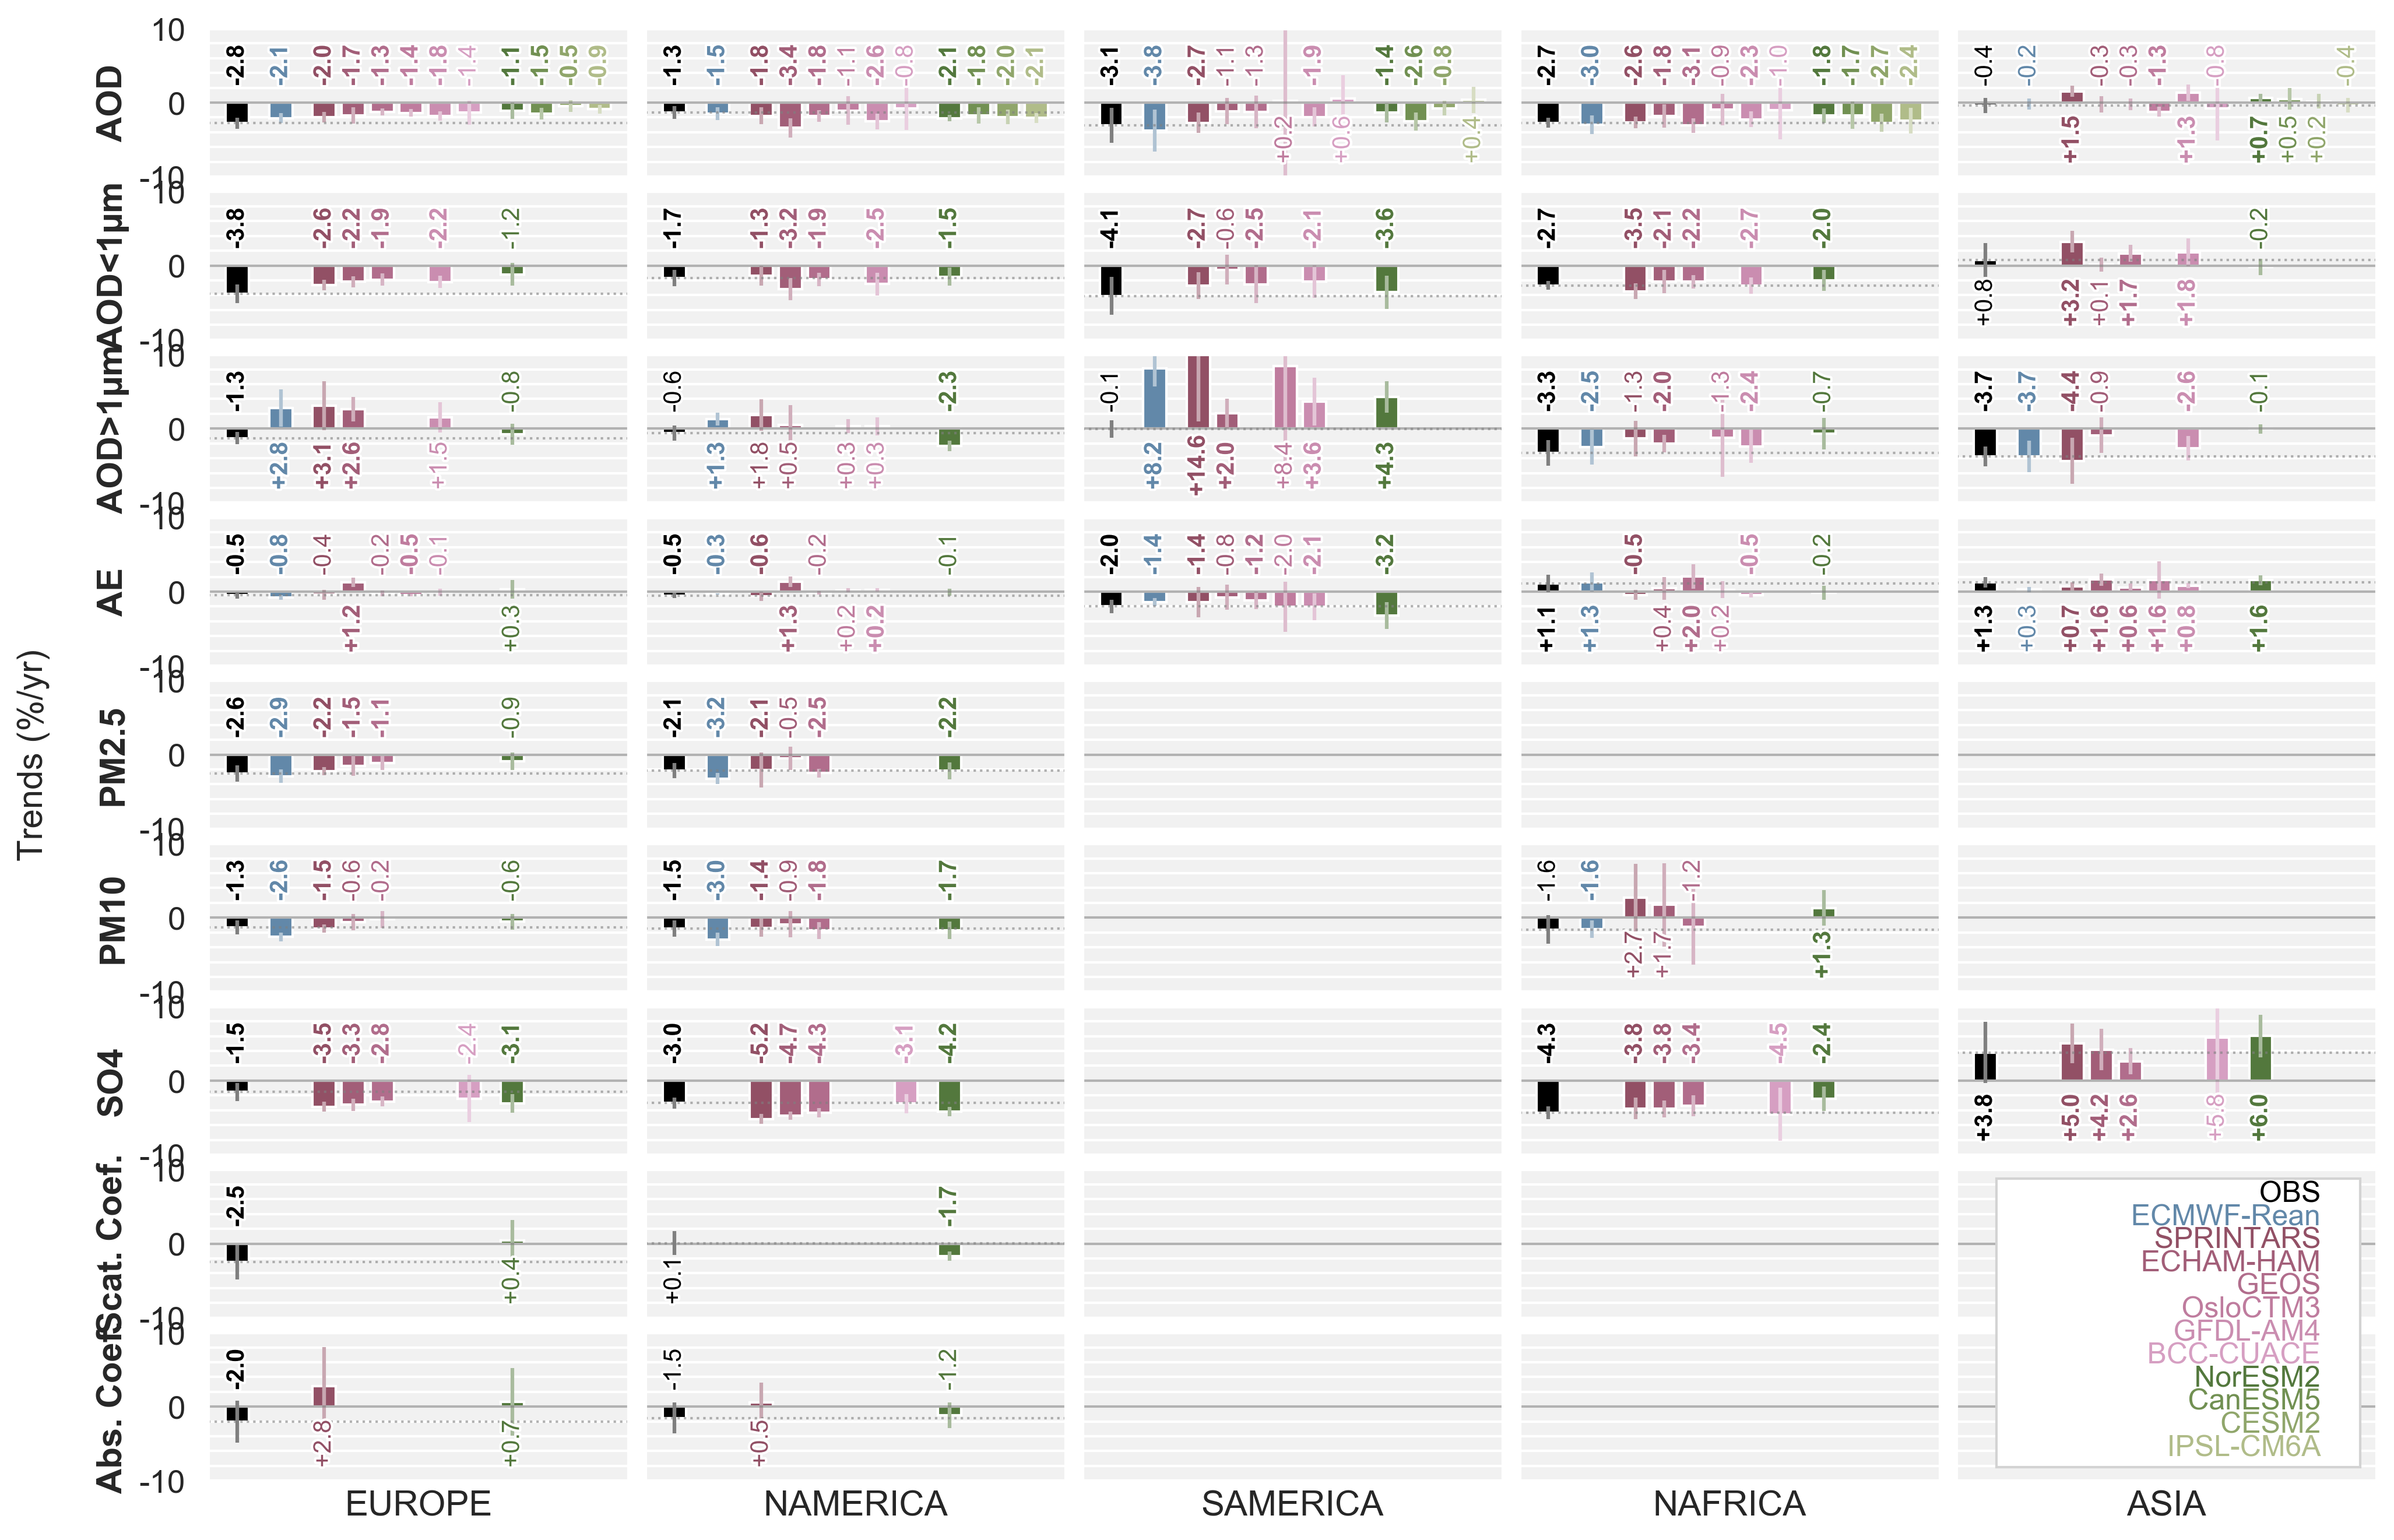 Trends (%/yr)
AOD
10
0
-10
-2.8 -2.1 -2.0 -1.7 -1.3 -1.4 -1.8 -1.4 -1.1 -1.5 -0.5 -0.9
-1.3 -1.5 -1.8 -3.4 -1.8 -1.1 -2.6 -0.8 -2.1 -1.8 -2.0 -2.1
-3.1 -3.8 -2.7 -1.1 -1.3 +0.2 -1.9 +0.6 -1.4 -2.6 -0.8 +0.4
-2.7 -3.0 -2.6 -1.8 -3.1 -0.9 -2.3 -1.0 -1.8 -1.7 -2.7 -2.4
-0.4 -0.2 +1.5 -0.3 -0.3 -1.3 +1.3 -0.8 +0.7 +0.5 +0.2 -0.4
AOD<1µm
10
0
-10
-3.8 -2.6 -2.2 -1.9 -2.2 -1.2
-1.7 -1.3 -3.2 -1.9 -2.5 -1.5
-4.1 -2.7 -0.6 -2.5 -2.1 -3.6
-2.7 -3.5 -2.1 -2.2 -2.7 -2.0
+0.8 +3.2 +0.1 +1.7 +1.8 -0.2
AOD>1µm
10
0
-10
-1.3 +2.8 +3.1 +2.6 +1.5 -0.8
-0.6 +1.3 +1.8 +0.5 +0.3 +0.3 -2.3
-0.1 +8.2 +14.6 +2.0 +8.4 +3.6 +4.3
-3.3 -2.5 -1.3 -2.0 -1.3 -2.4 -0.7
-3.7 -3.7 -4.4 -0.9 -2.6 -0.1
AE
10
0
-10
-0.5 -0.8 -0.4 +1.2 -0.2 -0.5 -0.1 +0.3
-0.5 -0.3 -0.6 +1.3 -0.2 +0.2 +0.2 -0.1
-2.0 -1.4 -1.4 -0.8 -1.2 -2.0 -2.1 -3.2
+1.1 +1.3 -0.5 +0.4 +2.0 +0.2 -0.5 -0.2
+1.3 +0.3 +0.7 +1.6 +0.6 +1.6 +0.8 +1.6
PM2.5
10
0
-10
-2.6 -2.9 -2.2 -1.5 -1.1 -0.9
-2.1 -3.2 -2.1 -0.5 -2.5 -2.2
PM10
10
0
-10
-1.3 -2.6 -1.5 -0.6 -0.2 -0.6
-1.5 -3.0 -1.4 -0.9 -1.8 -1.7
-1.6 -1.6 +2.7 +1.7 -1.2 +1.3
SO4
10
0
-10
-1.5 -3.5 -3.3 -2.8 -2.4 -3.1
-3.0 -5.2 -4.7 -4.3 -3.1 -4.2
-4.3 -3.8 -3.8 -3.4 -4.5 -2.4
+3.8 +5.0 +4.2 +2.6 +5.8 +6.0
Scat. Coef.
10
0
-10
-2.5 +0.4
+0.1 -1.7
Abs. Coef.
10
0
-10
-2.0 +2.8 +0.7
-1.5 +0.5 -1.2
OBS
ECMWF-Rean
SPRINTARS
ECHAM-HAM
GEOS
OsloCTM3
GFDL-AM4
BCC-CUACE
NorESM2
CanESM5
CESM2
IPSL-CM6A
EUROPE NAMERICA SAMERICA NAFRICA ASIA